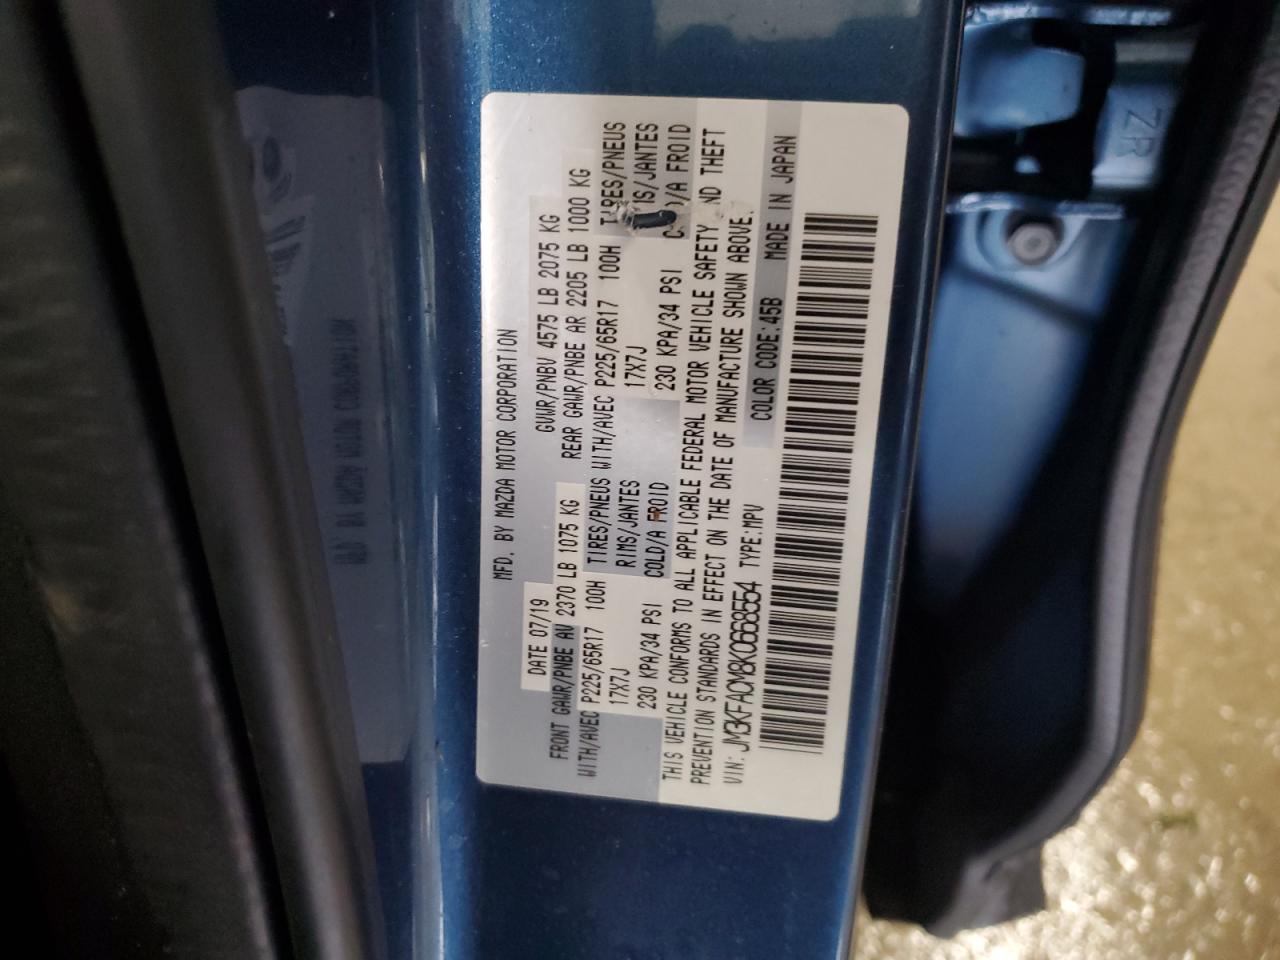 MFD. BY MAZDA MOTOR CORPORATION
DATE 07/19 GVWR/PNBV 4575 LB 2075 KG
FRONT GAWR/PNBE AV 2370 LB 1075 KG REAR GAWR/PNBE AR 2205 LB 1000 KG
WITH/AVEC P225/65R17 100H TIRES/PNEUS WITH/AVEC P225/65R17 100H TIRES/PNEUS
17X7J RIMS/JANTES 17X7J MS/JANTES
230 KPA/34 PSI COLD/A FROID 230 KPA/34 PSI /A FROID
THIS VEHICLE CONFORMS TO ALL APPLICABLE FEDERAL MOTOR VEHICLE SAFETY ND THEFT
PREVENTION STANDARDS IN EFFECT ON THE DATE OF MANUFACTURE SHOWN ABOVE.
VIN: JM3KFACM8K0668554 TYPE:MPV COLOR CODE:45B MADE IN JAPAN
ZR